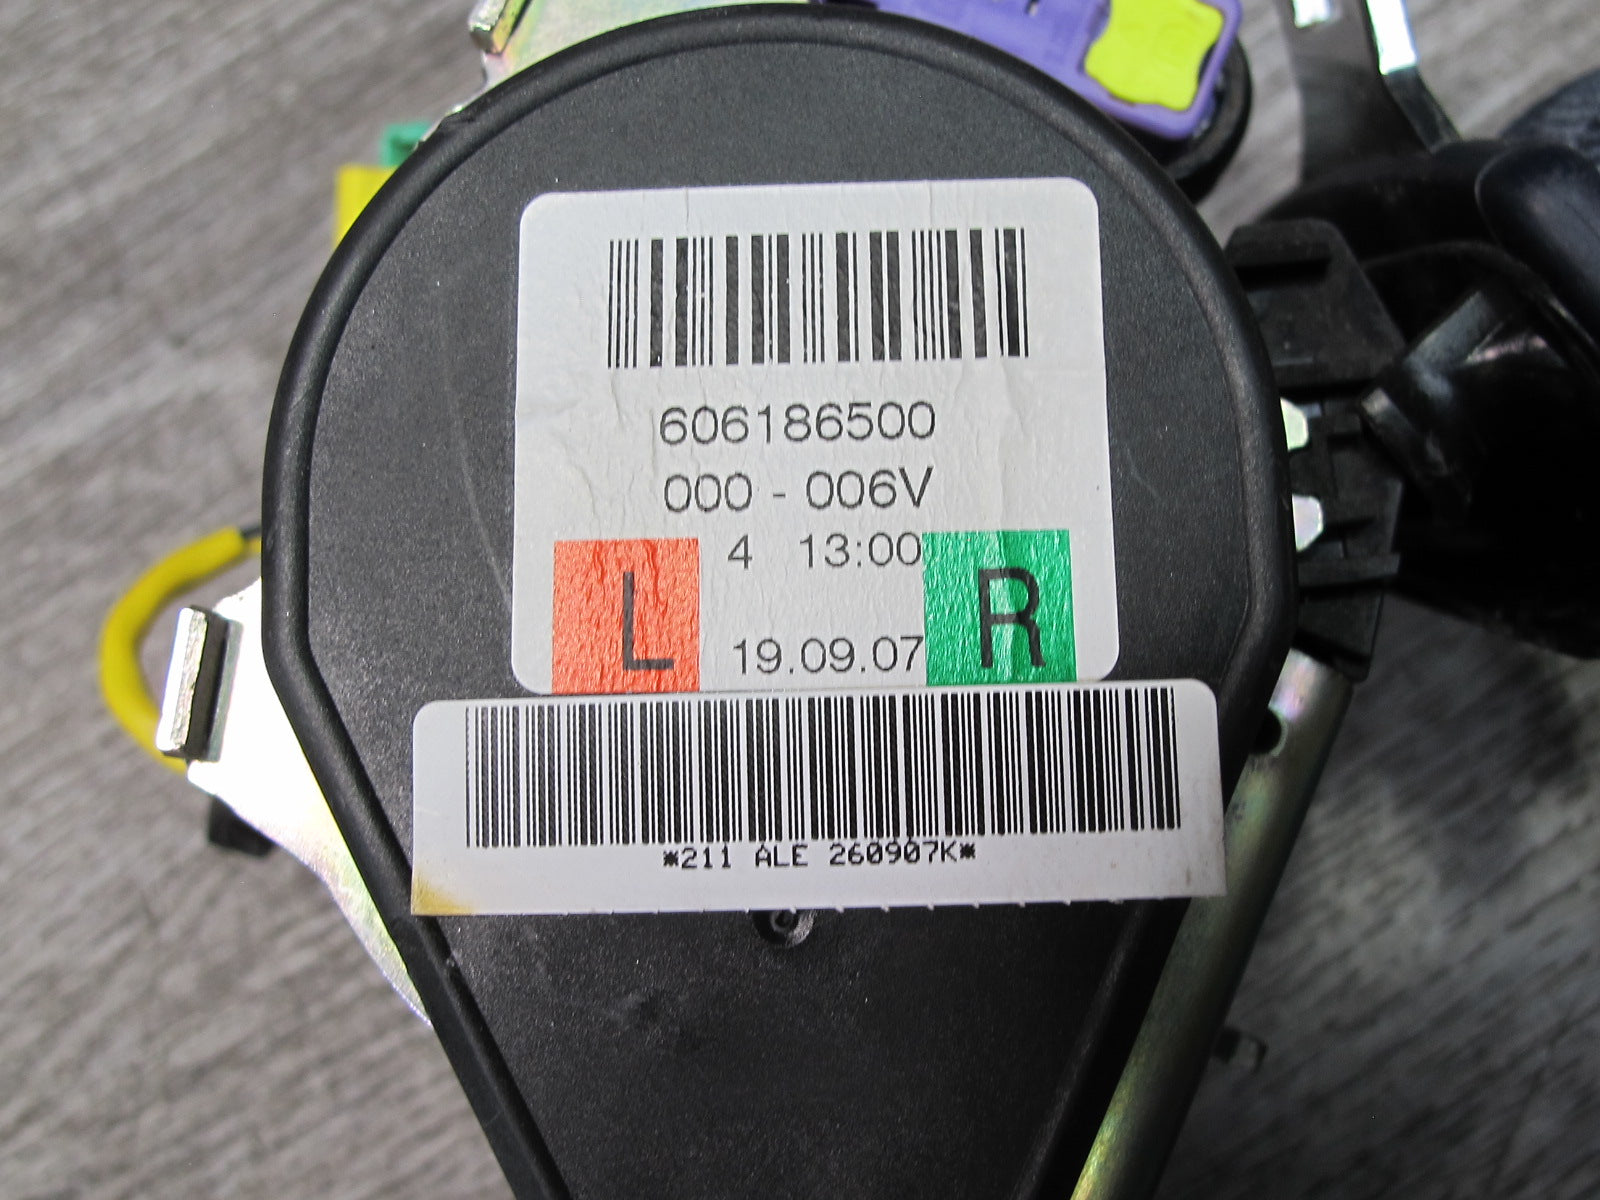 606186500
000 - 006V
4 13:00
L 19.09.07 R
*211 ALE 260907K*